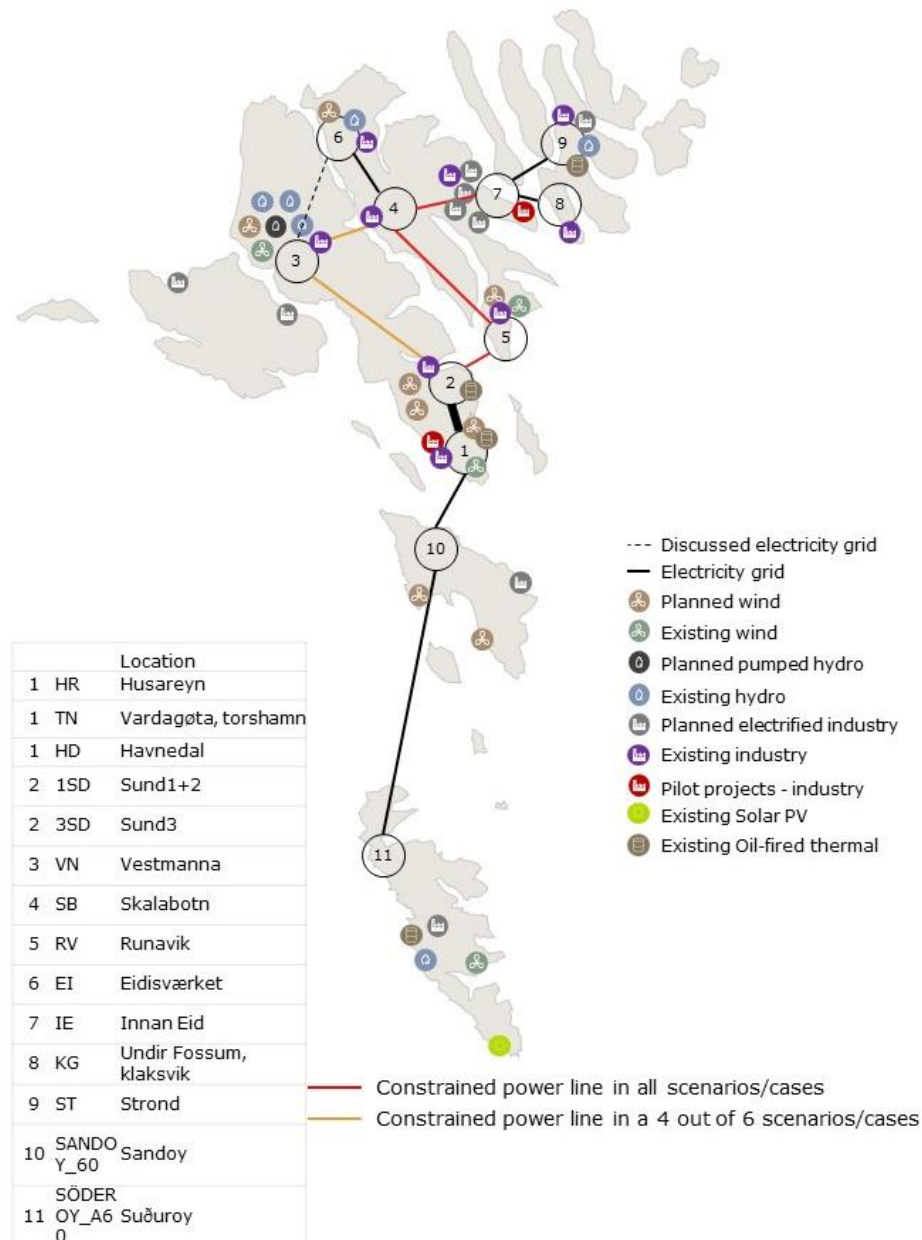 6
9
7
8
4
3
5
2
1
10
11
Discussed electricity grid
Electricity grid
Planned wind
Existing wind
Planned pumped hydro
Existing hydro
Planned electrified industry
Existing industry
Pilot projects - industry
Existing Solar PV
Existing Oil-fired thermal
Location
1 HR Husareyn
1 TN Vardagøta, torshamn
1 HD Havnedal
2 1SD Sund1+2
2 3SD Sund3
3 VN Vestmanna
4 SB Skalabotn
5 RV Runavik
6 EI Eidisværket
7 IE Innan Eid
8 KG Undir Fossum,
klaksvik
9 ST Strond
10 SANDO
Y_60 Sandoy
11 SÖDER
OY_A6
0 Suðuroy
Constrained power line in all scenarios/cases
Constrained power line in a 4 out of 6 scenarios/cases